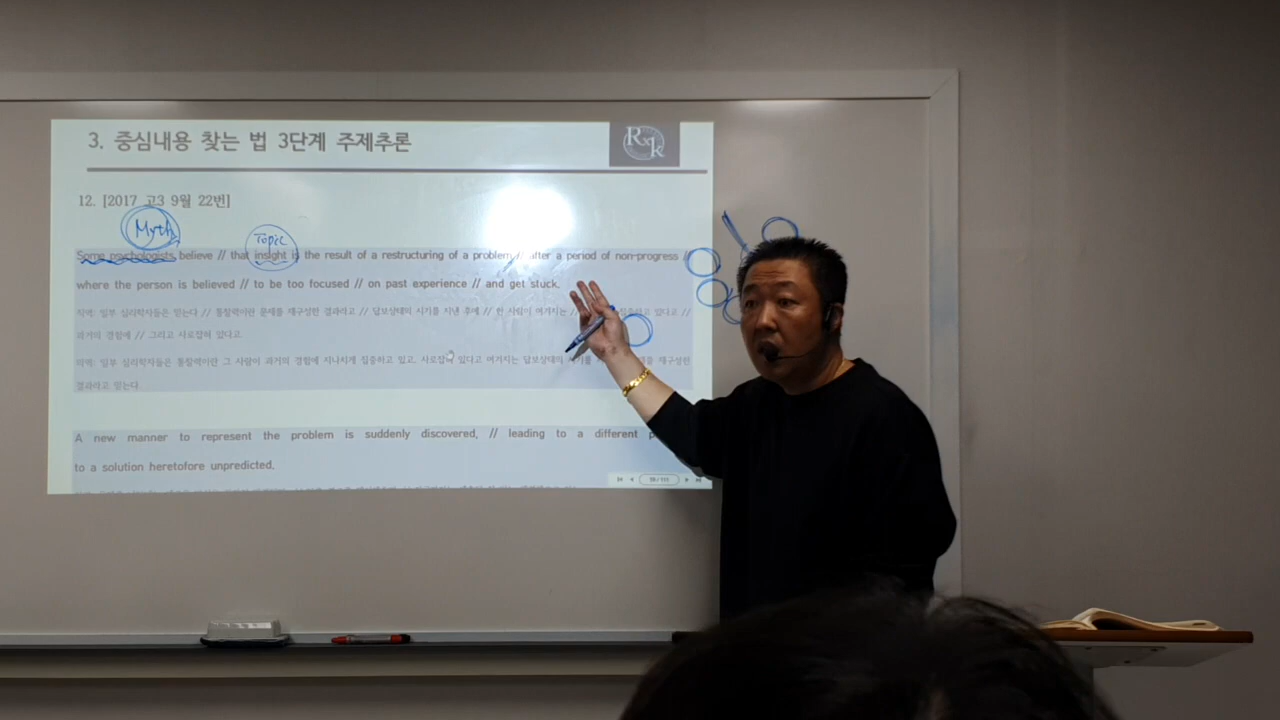 3. 중심내용 찾는 법 3단계 주제추론
RxK
12. [2017 고3 9월 22번]
Myth
Topic
Some psychologists believe // that insight is the result of a restructuring of a problem // after a period of non-progress //
where the person is believed // to be too focused // on past experience // and get stuck.
직역: 일부 심리학자들은 믿는다 // 통찰력이란 문제를 재구성한 결과라고 // 답보상태의 시기를 지낸 후에 // 한 사람이 여겨지는 // 있다고 //
과거의 경험에 // 그리고 사로잡혀 있다고.
의역: 일부 심리학자들은 통찰력이란 그 사람이 과거의 경험에 지나치게 집중하고 있고, 사로잡혀 있다고 여겨지는 답보상태의 재구성한
결과라고 믿는다.
A new manner to represent the problem is suddenly discovered, // leading to a different
to a solution heretofore unpredicted.